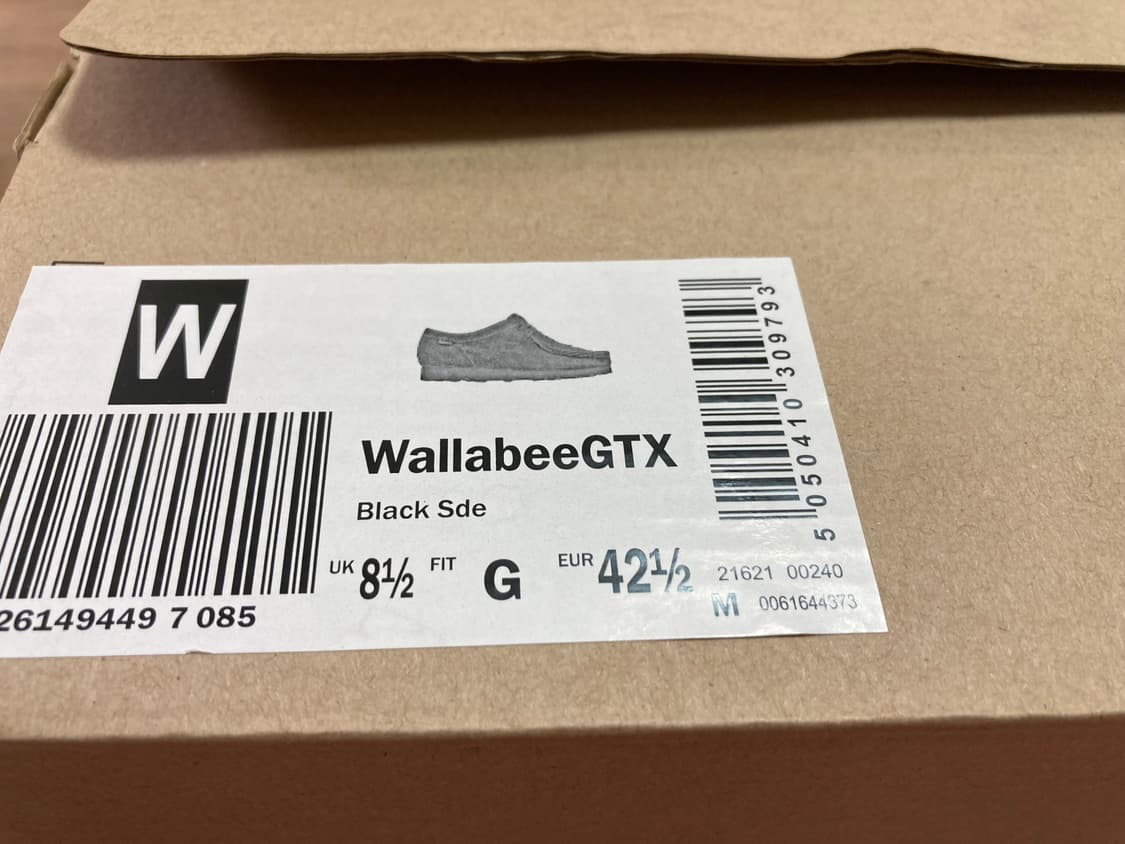 W
WallabeeGTX
Black Sde
UK 8½ FIT G EUR 42½
26149449 7 085
5 050410 309793
21621 00240
M 0061644373